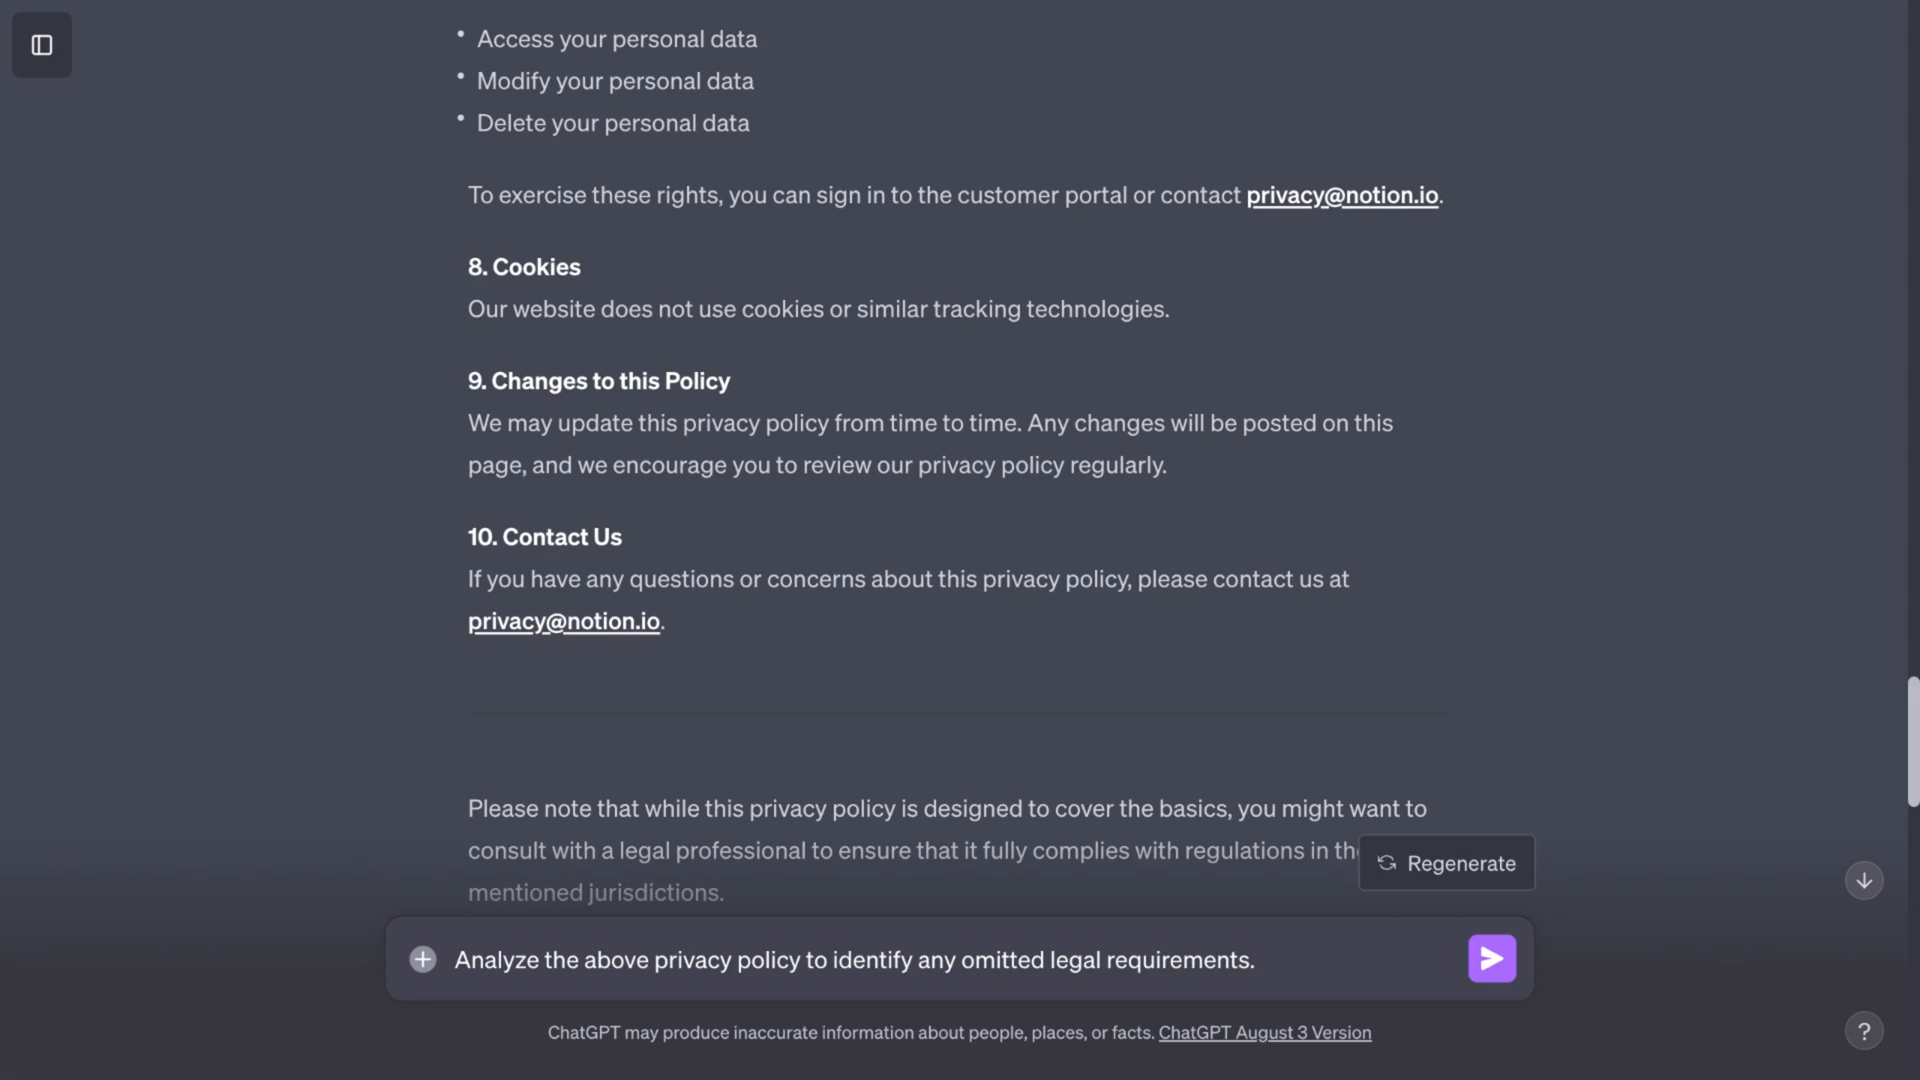 • Access your personal data
• Modify your personal data
• Delete your personal data
To exercise these rights, you can sign in to the customer portal or contact privacy@notion.io.
8. Cookies
Our website does not use cookies or similar tracking technologies.
9. Changes to this Policy
We may update this privacy policy from time to time. Any changes will be posted on this
page, and we encourage you to review our privacy policy regularly.
10. Contact Us
If you have any questions or concerns about this privacy policy, please contact us at
privacy@notion.io.
Please note that while this privacy policy is designed to cover the basics, you might want to
consult with a legal professional to ensure that it fully complies with regulations in
Regenerate
mentioned jurisdictions.
Analyze the above privacy policy to identify any omitted legal requirements.
ChatGPT may produce inaccurate information about people, places, or facts. ChatGPT August 3 Version
?